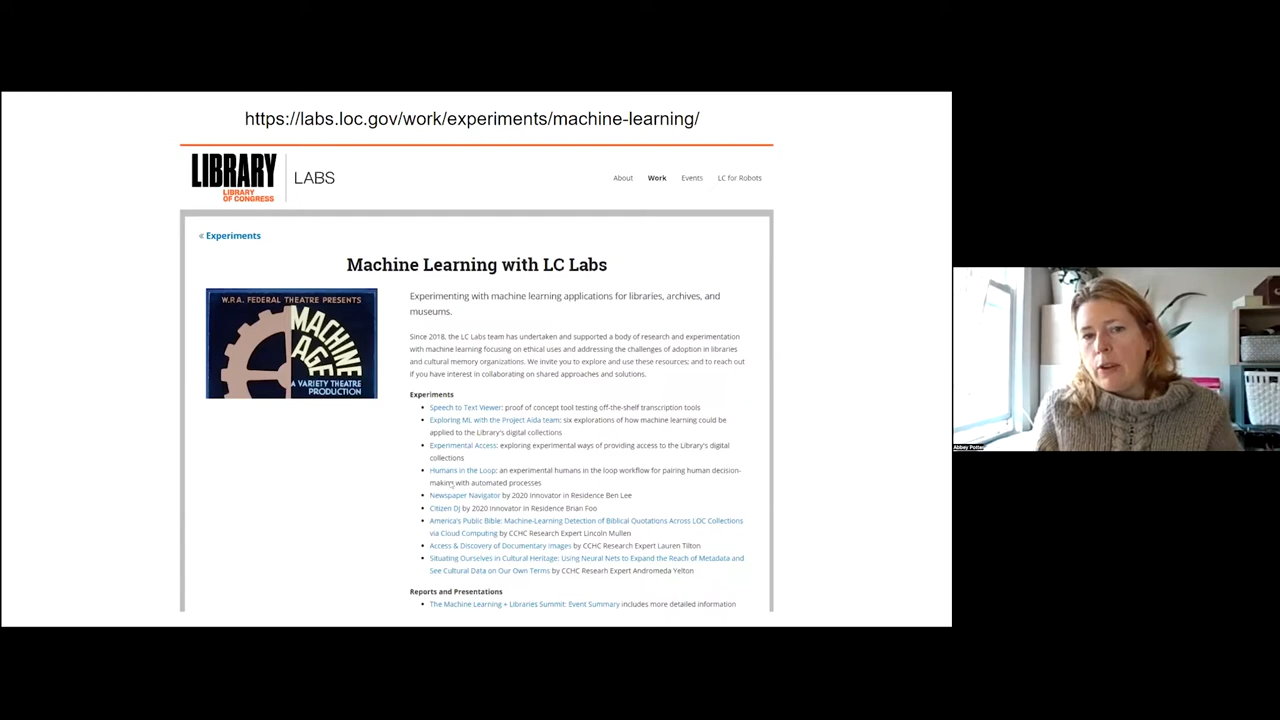 https://labs.loc.gov/work/experiments/machine-learning/
LIBRARY
LIBRARY
OF CONGRESS
LABS
About Work Events LC for Robots
« Experiments
Machine Learning with LC Labs
W.P.A. FEDERAL THEATRE PRESENTS
MACHINE
AGE
A VARIETY THEATRE
PRODUCTION
Experimenting with machine learning applications for libraries, archives, and
museums.
Since 2018, the LC Labs team has undertaken and supported a body of research and experimentation
with machine learning focusing on ethical uses and addressing the challenges of adoption in libraries
and cultural memory organizations. We invite you to explore and use these resources; and to reach out
if you have interest in collaborating on shared approaches and solutions.
Experiments
• Speech to Text Viewer: proof of concept tool testing off-the-shelf transcription tools
• Exploring ML with the Project Aida team: six explorations of how machine learning could be
applied to the Library's digital collections
• Experimental Access: exploring experimental ways of providing access to the Library's digital
collections
• Humans in the Loop: an experimental humans in the loop workflow for pairing human decision-
making with automated processes
• Newspaper Navigator by 2020 Innovator in Residence Ben Lee
• Citizen DJ by 2020 Innovator in Residence Brian Foo
• America's Public Bible: Machine-Learning Detection of Biblical Quotations Across LOC Collections
via Cloud Computing by CCHC Research Expert Lincoln Mullen
• Access & Discovery of Documentary Images by CCHC Research Expert Lauren Tilton
• Situating Ourselves in Cultural Heritage: Using Neural Nets to Expand the Reach of Metadata and
See Cultural Data on Our Own Terms by CCHC Researh Expert Andromeda Yelton
Reports and Presentations
• The Machine Learning + Libraries Summit: Event Summary includes more detailed information
Abbey Potter